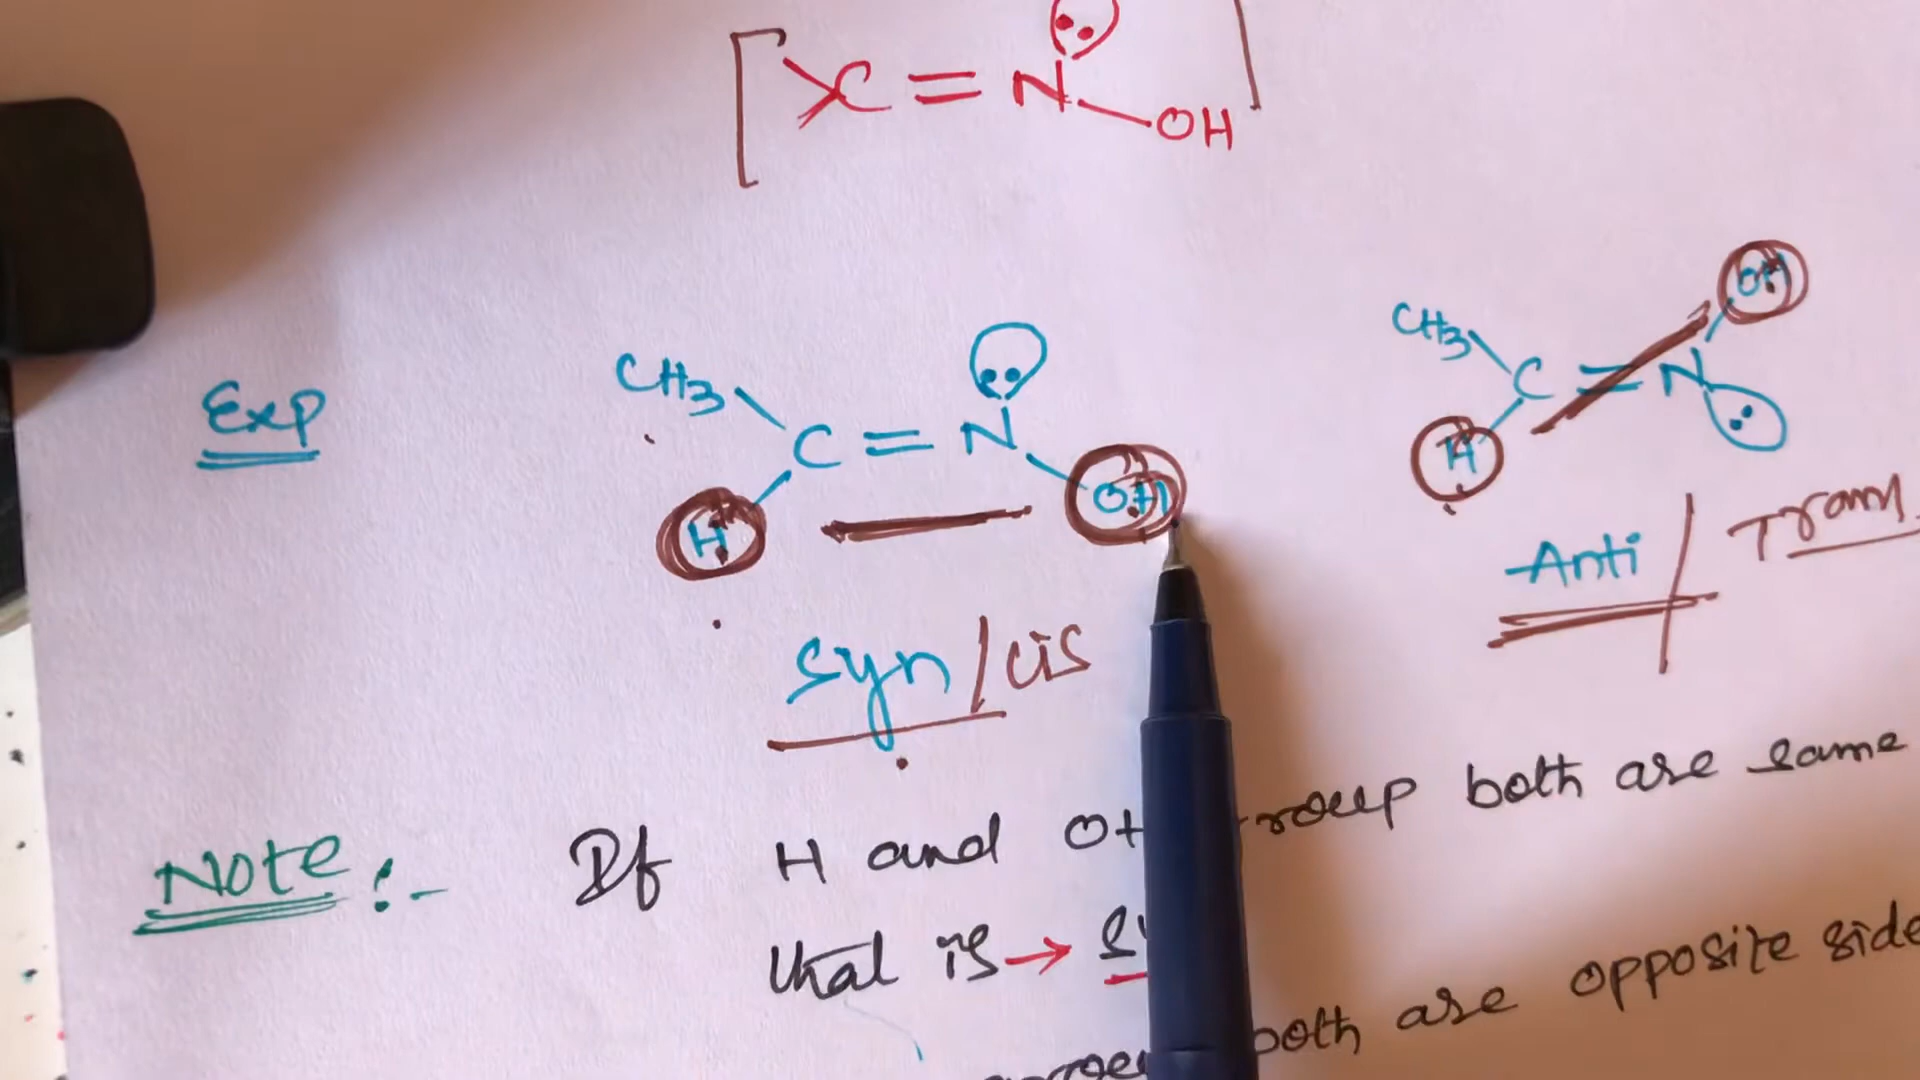 C = N
OH
Exp
CH3
C = N
H
OH
Syn / cis
CH3
C = N
OH
H
Anti / Trans
Note :- If H and OH group both are same
that is →
both are opposite side